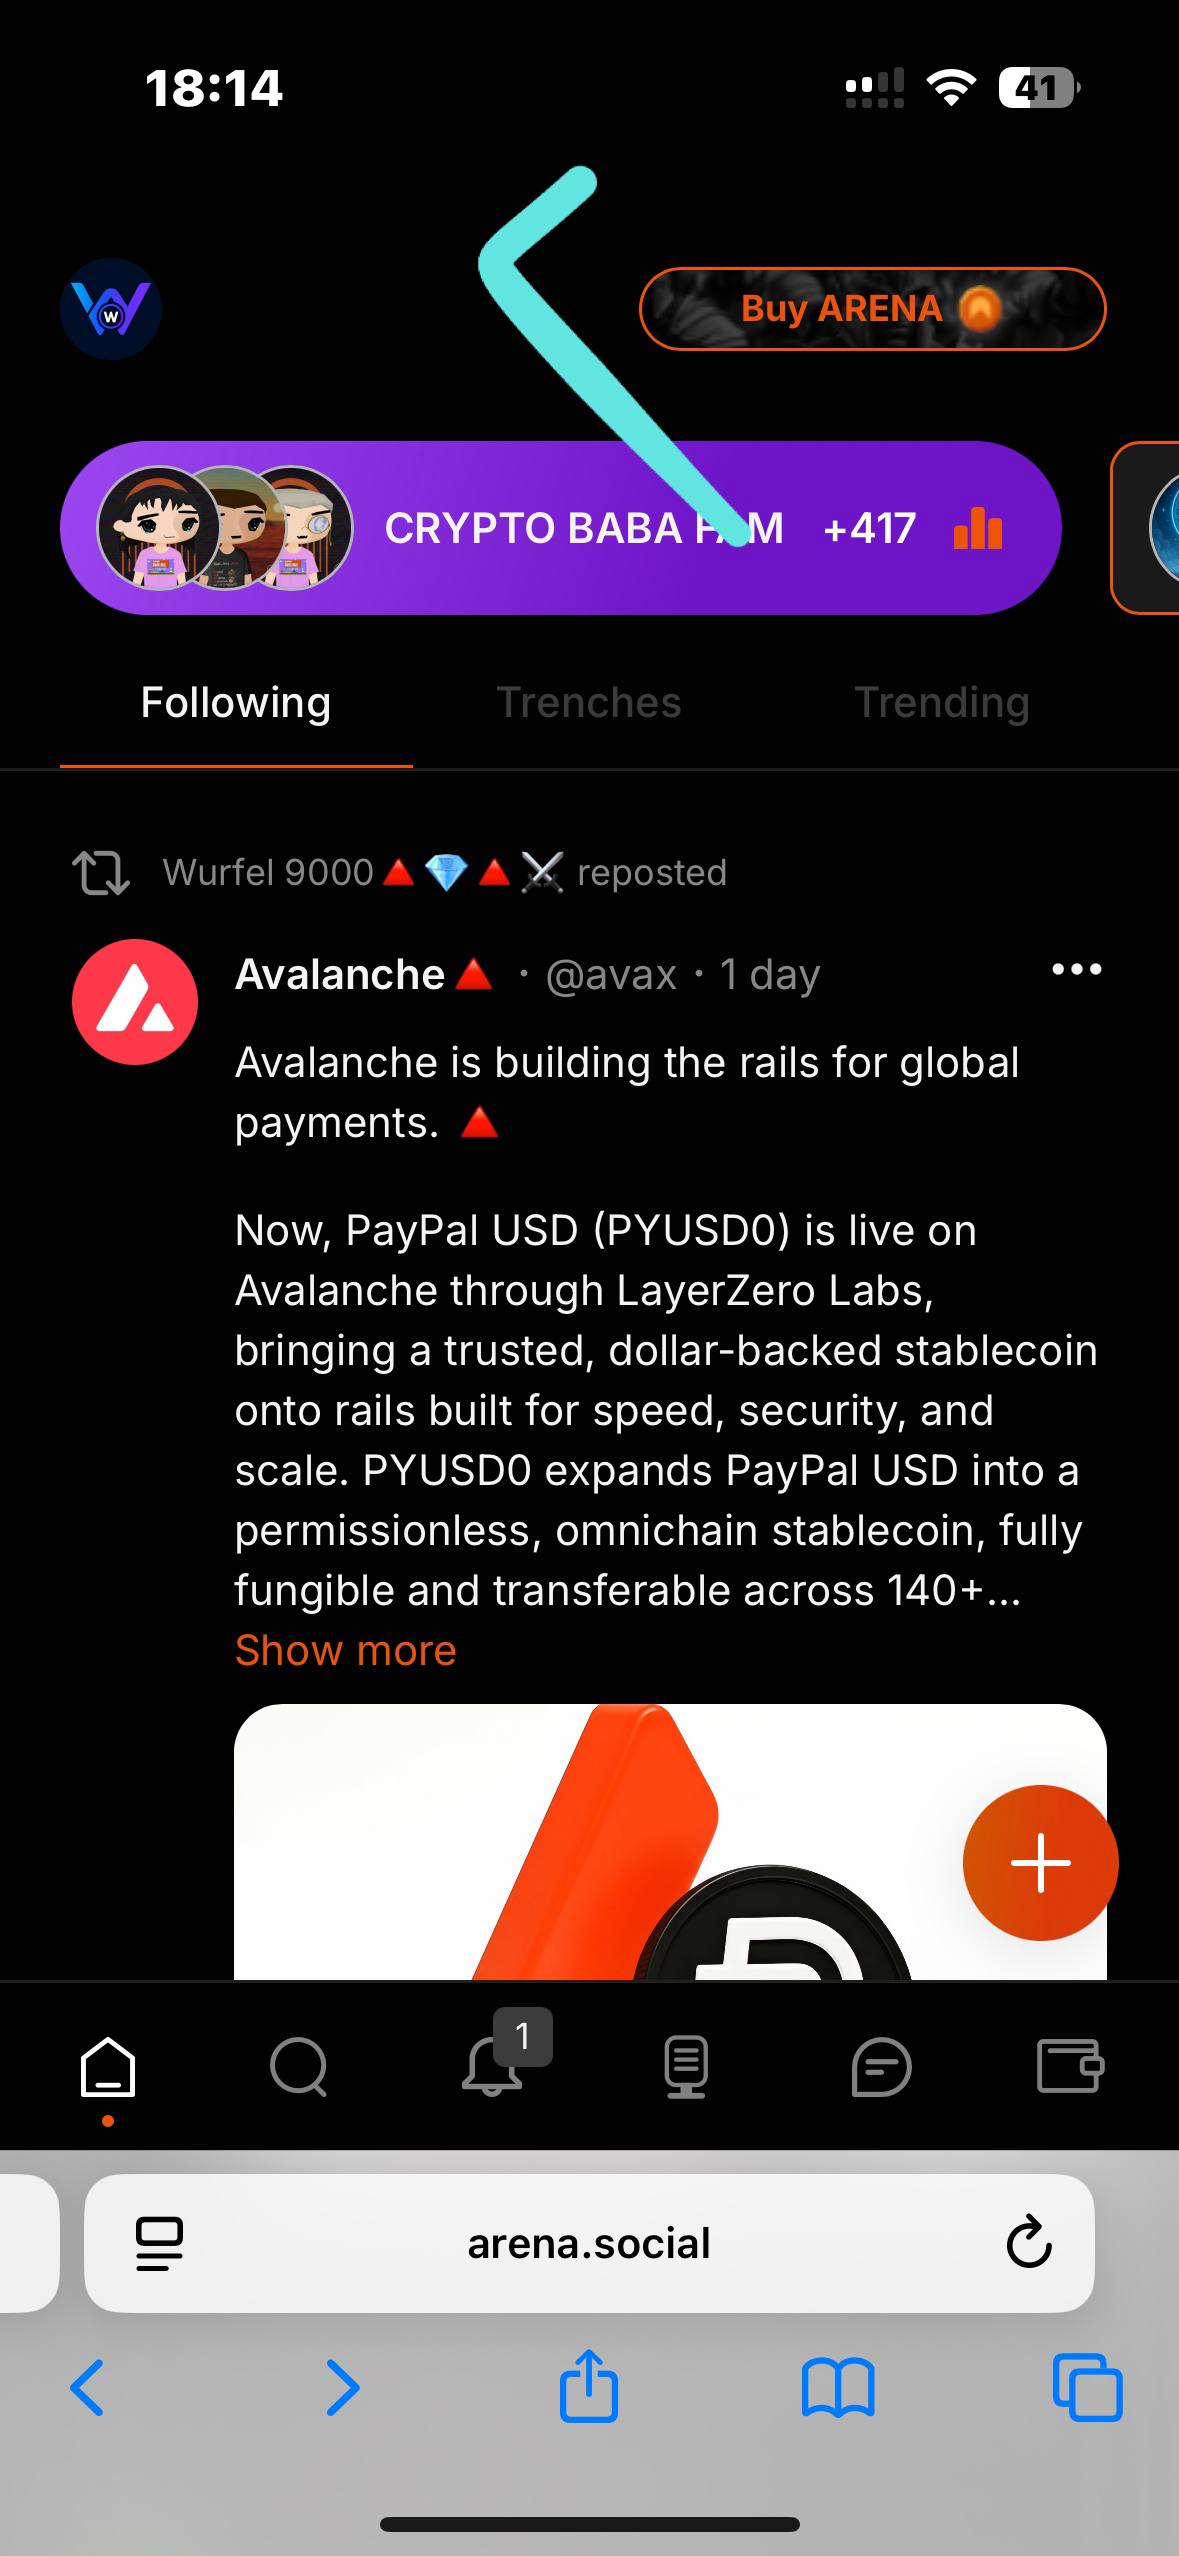 18:14
41
W
Buy ARENA
CRYPTO BABA +417
Following Trenches Trending
Wurfel 9000🔺💎🔺⚔️ reposted
Avalanche🔺 · @avax · 1 day
Avalanche is building the rails for global
payments. 🔺
Now, PayPal USD (PYUSD0) is live on
Avalanche through LayerZero Labs,
bringing a trusted, dollar-backed stablecoin
onto rails built for speed, security, and
scale. PYUSD0 expands PayPal USD into a
permissionless, omnichain stablecoin, fully
fungible and transferable across 140+...
Show more
1
arena.social